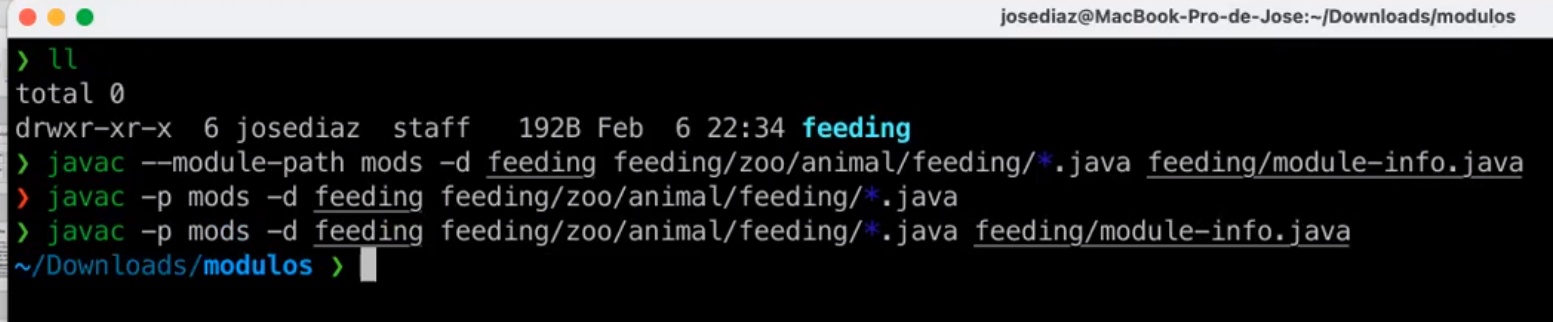 josediaz@MacBook-Pro-de-Jose:~/Downloads/modulos
❯ ll
total 0
drwxr-xr-x  6 josediaz  staff   192B Feb  6 22:34 feeding
❯ javac --module-path mods -d feeding feeding/zoo/animal/feeding/*.java feeding/module-info.java
❯ javac -p mods -d feeding feeding/zoo/animal/feeding/*.java
❯ javac -p mods -d feeding feeding/zoo/animal/feeding/*.java feeding/module-info.java
~/Downloads/modulos ❯